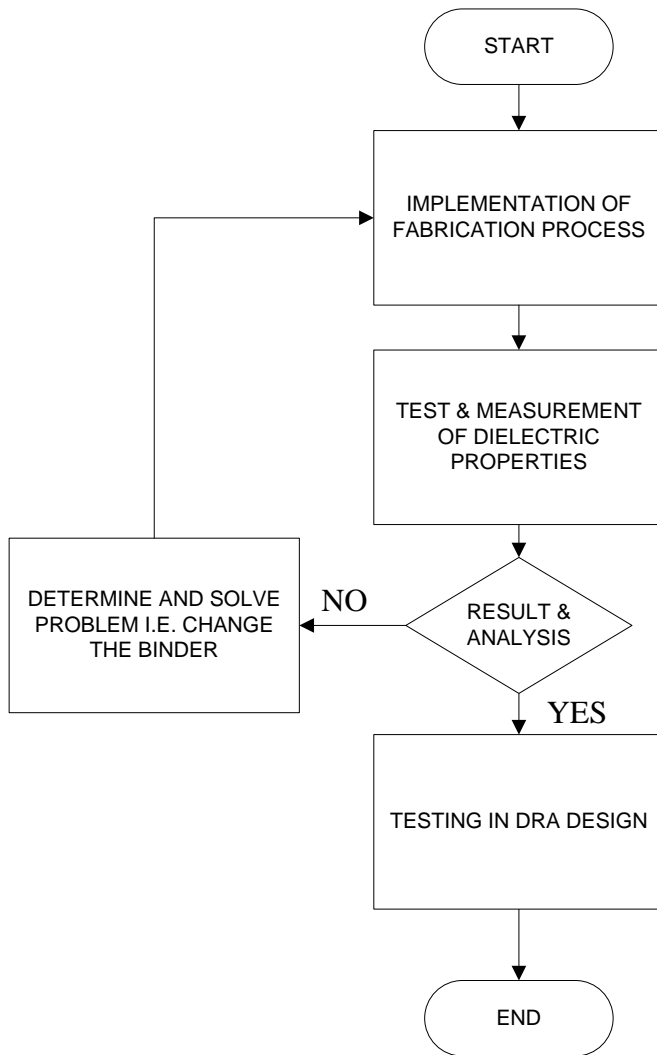 START
IMPLEMENTATION OF
FABRICATION PROCESS
TEST & MEASUREMENT
OF DIELECTRIC
PROPERTIES
DETERMINE AND SOLVE
PROBLEM I.E. CHANGE
THE BINDER
NO
RESULT &
ANALYSIS
YES
TESTING IN DRA DESIGN
END